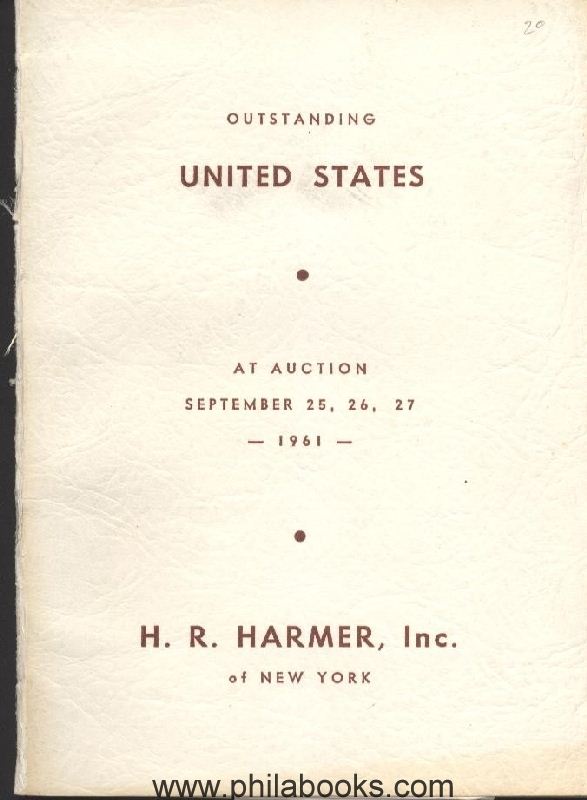 20
OUTSTANDING
UNITED STATES
AT AUCTION
SEPTEMBER 25, 26, 27
— 1961 —
H. R. HARMER, Inc.
of NEW YORK
www.philabooks.com